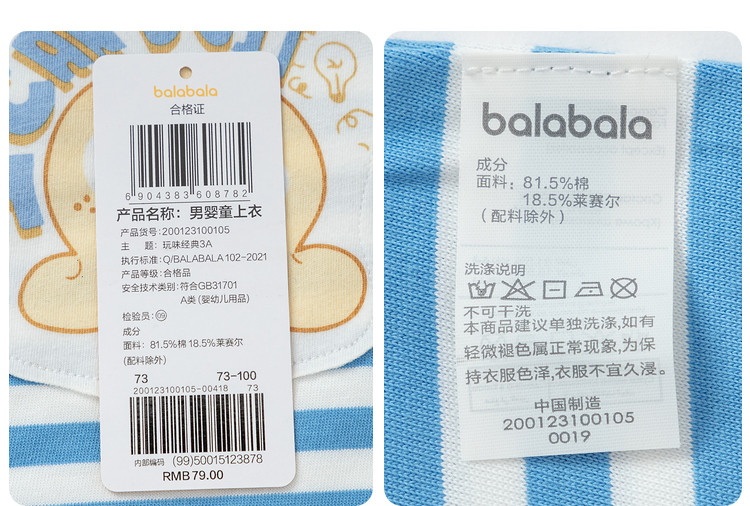 balabala
合格证
6 904383 608782
产品名称：男婴童上衣
产品货号: 200123100105
主 题: 玩味经典3A
执行标准: Q/BALABALA 102-2021
产品等级: 合格品
安全技术类别: 符合GB31701
A类 (婴幼儿用品)
检验员: 09
成分
面料: 81.5%棉 18.5%莱赛尔
(配料除外)
73 73-100
200123100105-00418 73
内部编码 (99)50015123878
RMB79.00
balabala
成分
面料: 81.5%棉
18.5%莱赛尔
(配料除外)
洗涤说明
不可干洗
本商品建议单独洗涤,如有
轻微褪色属正常现象,为保
持衣服色泽,衣服不宜久浸。
中国制造
200123100105
0019